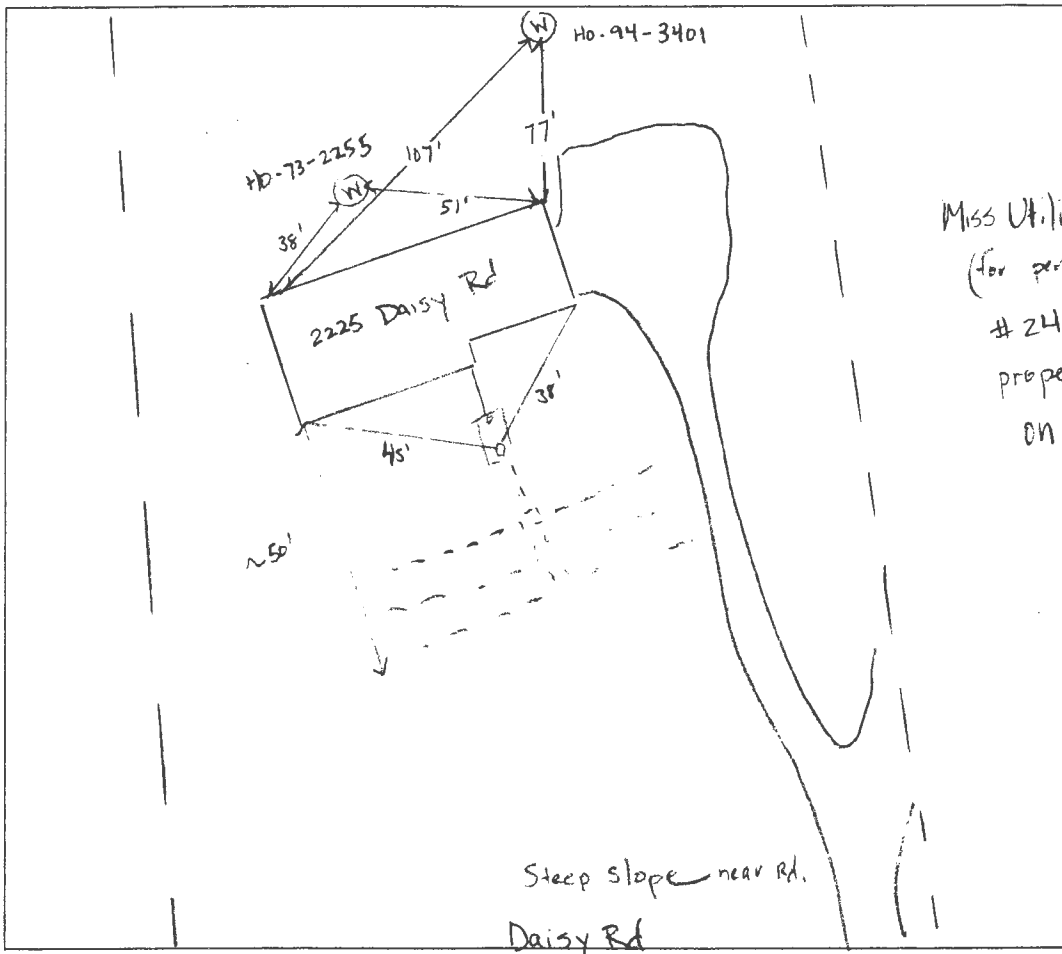 W
HO-94-3401
77'
107'
HO-73-2255
W
51'
38'
2225 Daisy Rd
38'
45'
~50'
Miss Utili
(for per
# 24
prope
on
Steep Slope near Rd.
Daisy Rd